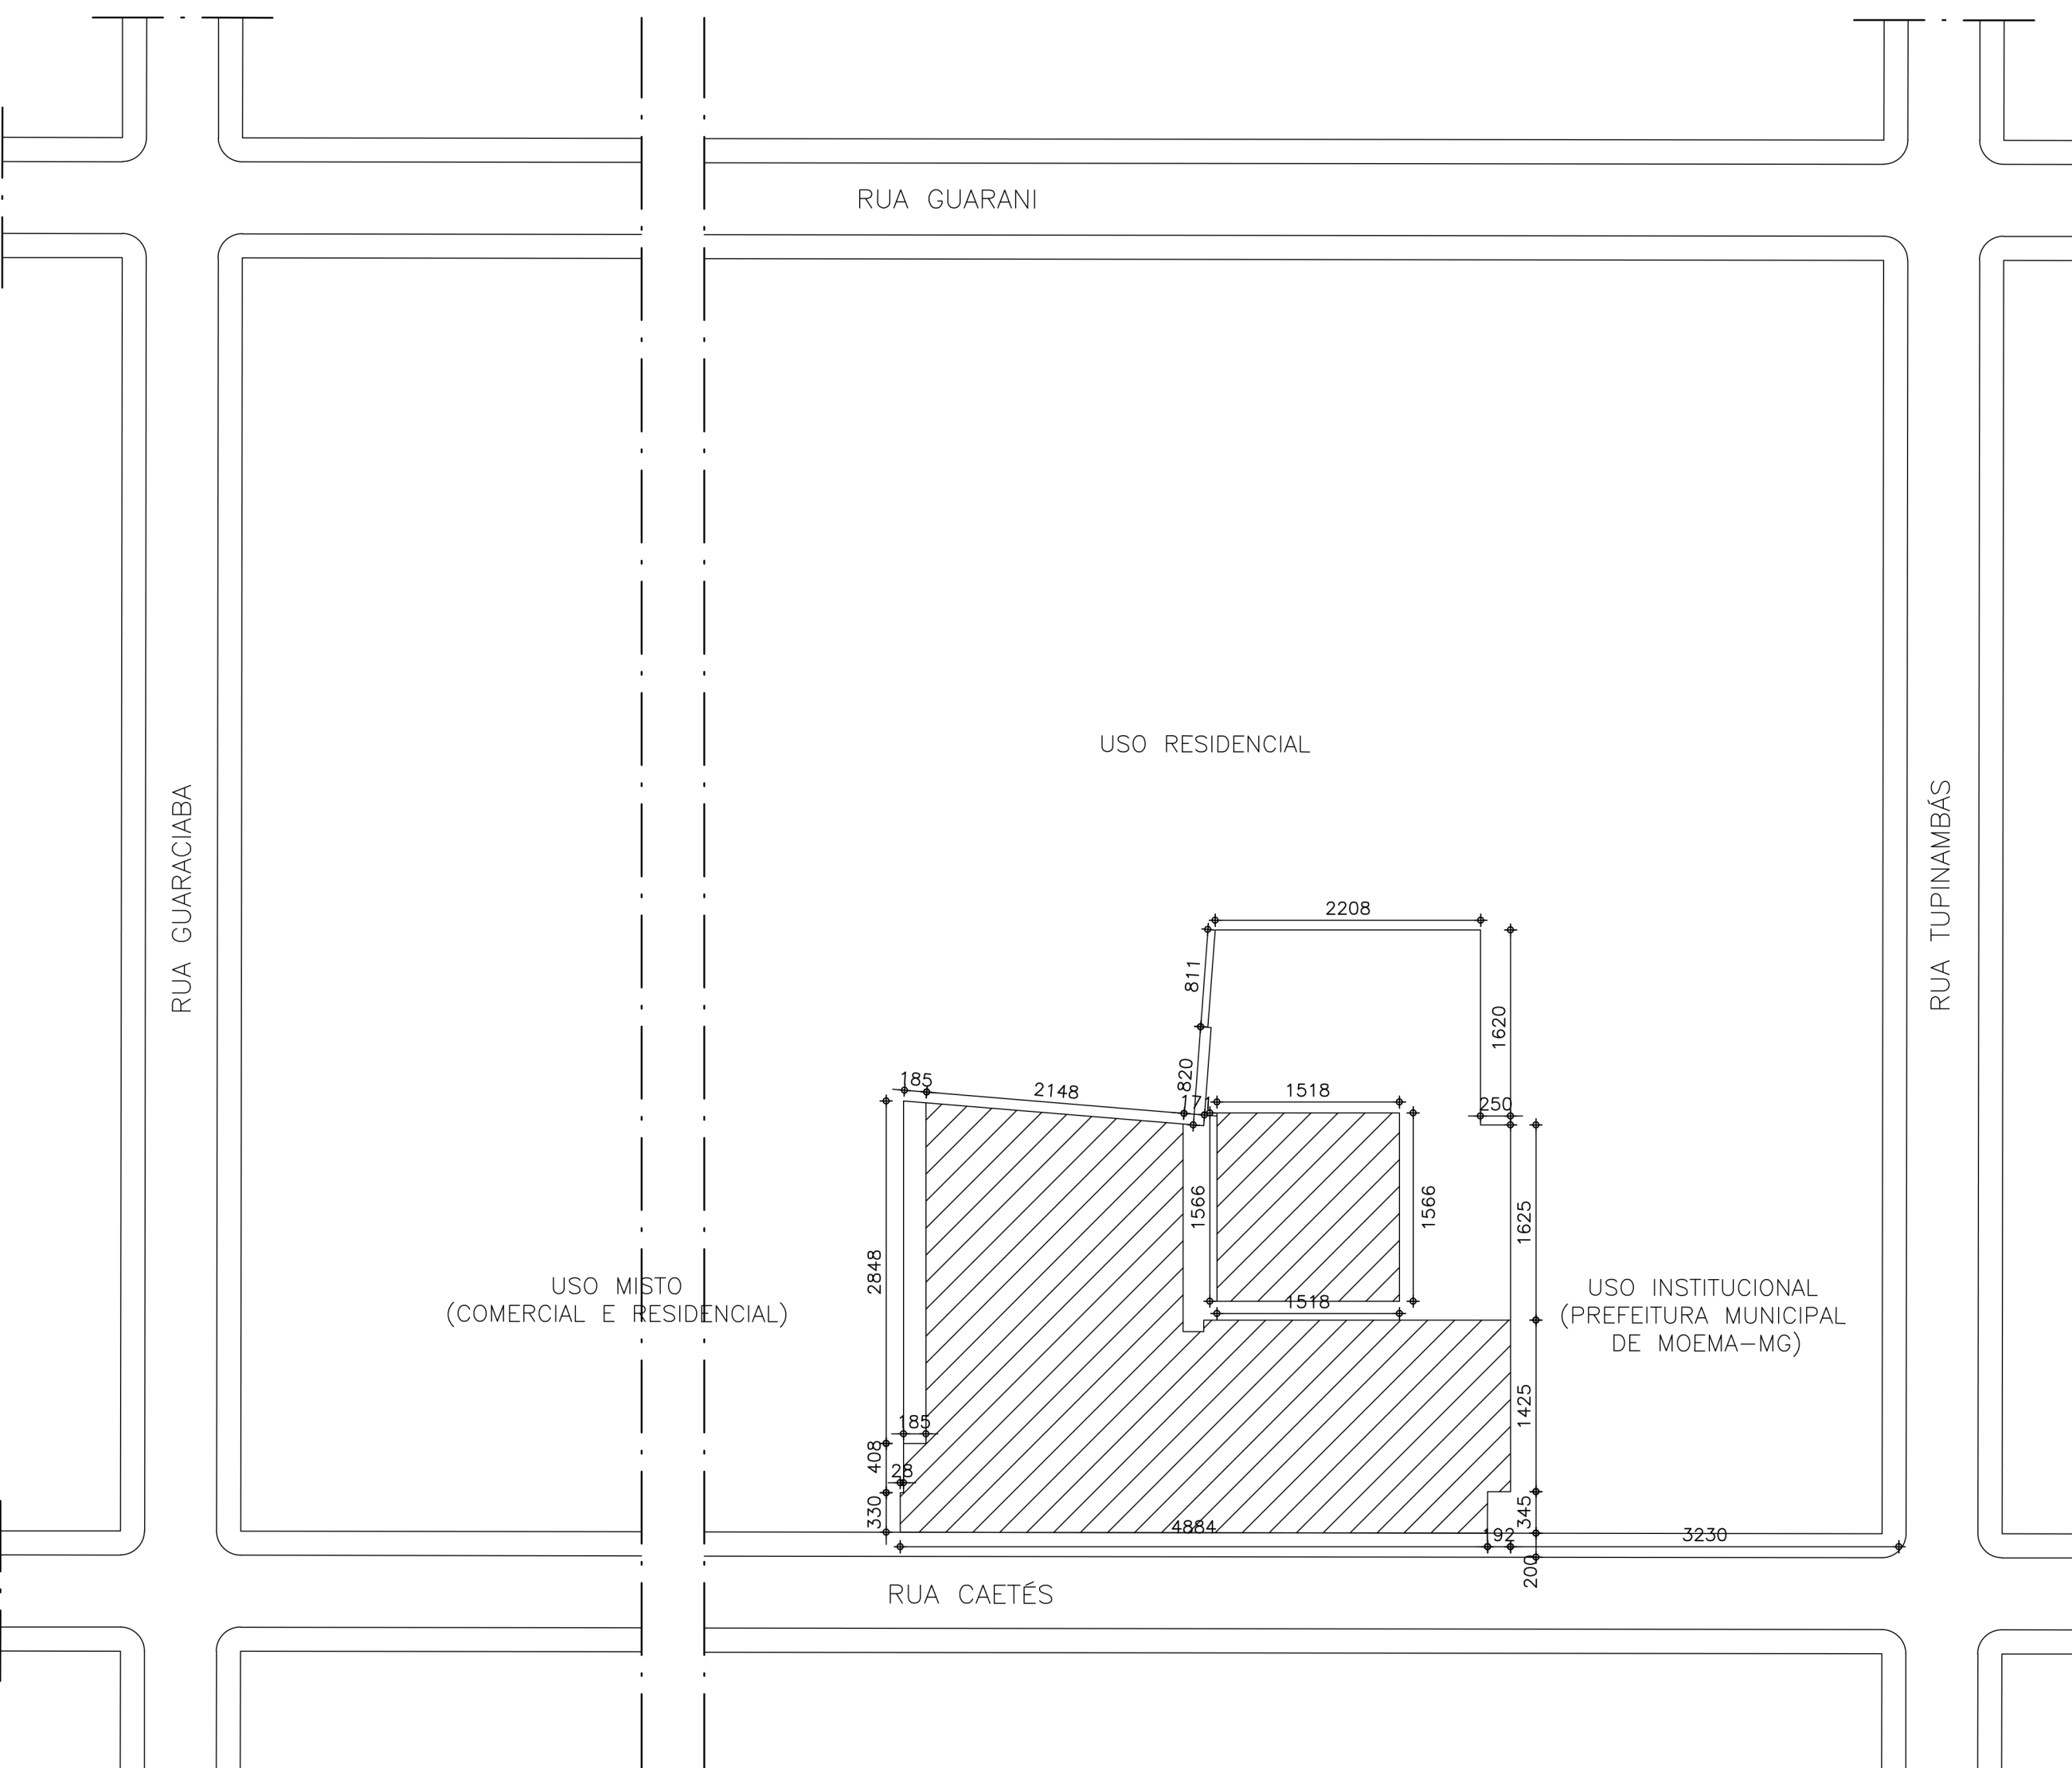 RUA GUARANI
RUA GUARACIABA
RUA TUPINAMBÁS
USO RESIDENCIAL
2208
811
1620
820
185
2148
171
1518
250
1566
1566
1625
2848
USO MISTO
(COMERCIAL E RESIDENCIAL)
1518
USO INSTITUCIONAL
(PREFEITURA MUNICIPAL
DE MOEMA-MG)
185
1425
408
28
330
345
4884
192
3230
200
RUA CAETÉS